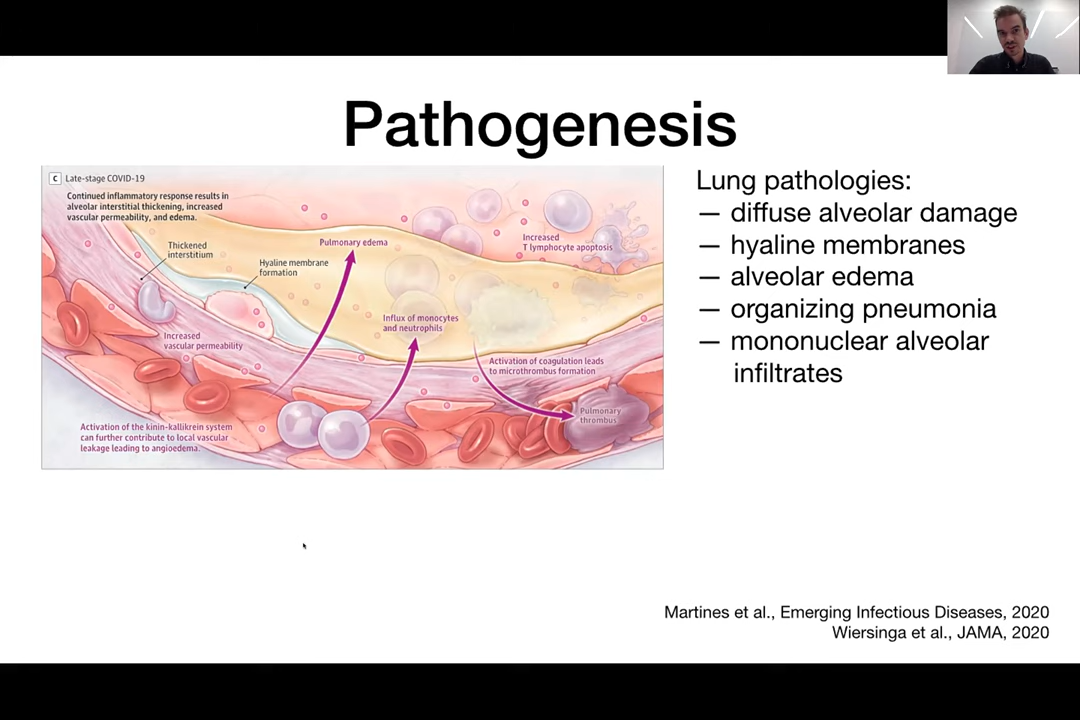 Pathogenesis
C Late-stage COVID-19
Continued inflammatory response results in
alveolar interstitial thickening, increased
vascular permeability, and edema.
Thickened
interstitium
Hyaline membrane
formation
Pulmonary edema
Increased
T lymphocyte apoptosis
Influx of monocytes
and neutrophils
Increased
vascular permeability
Activation of coagulation leads
to microthrombus formation
Pulmonary
thrombus
Activation of the kinin-kallikrein system
can further contribute to local vascular
leakage leading to angioedema.
Lung pathologies:
— diffuse alveolar damage
— hyaline membranes
— alveolar edema
— organizing pneumonia
— mononuclear alveolar
infiltrates
Martines et al., Emerging Infectious Diseases, 2020
Wiersinga et al., JAMA, 2020